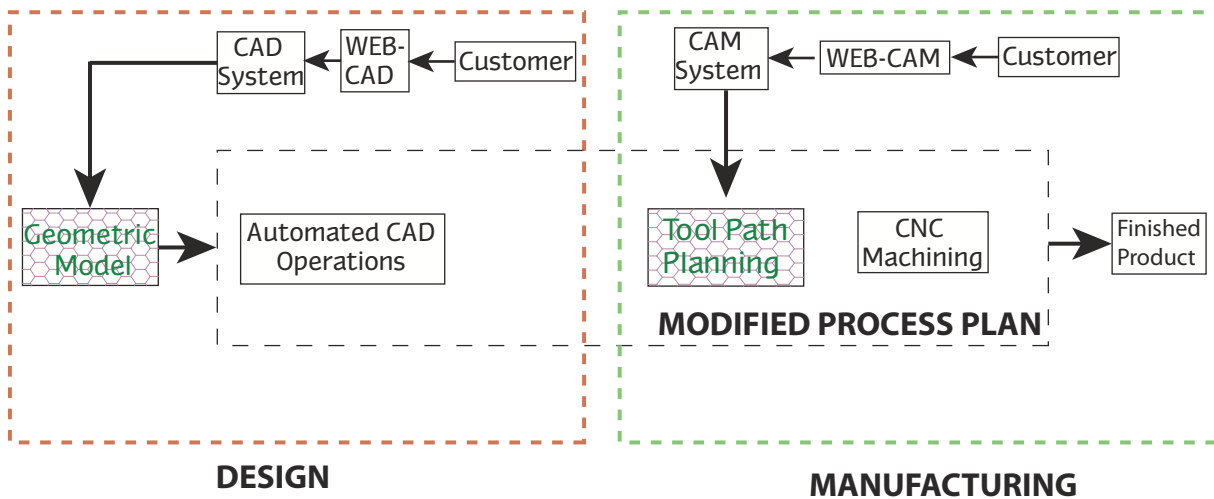 CAD
System
WEB-
CAD
Customer
CAM
System
WEB-CAM
Customer
Geometric
Model
Automated CAD
Operations
Tool Path
Planning
CNC
Machining
Finished
Product
MODIFIED PROCESS PLAN
DESIGN
MANUFACTURING